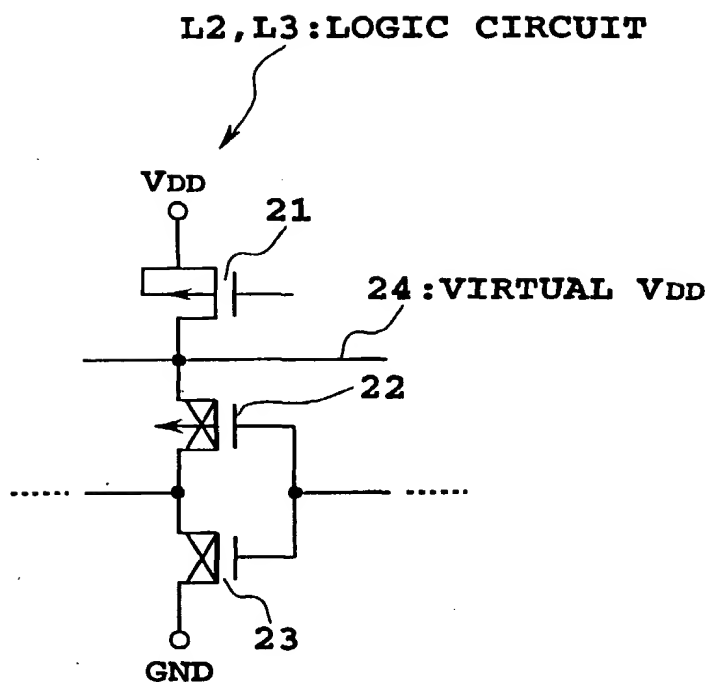 L2,L3:LOGIC CIRCUIT
VDD
21
24:VIRTUAL VDD
22
23
GND